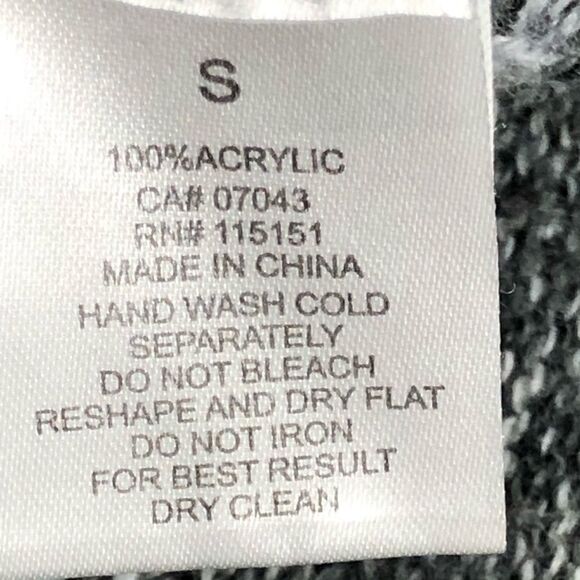 S
100%ACRYLIC
CA# 07043
RN# 115151
MADE IN CHINA
HAND WASH COLD
SEPARATELY
DO NOT BLEACH
RESHAPE AND DRY FLAT
DO NOT IRON
FOR BEST RESULT
DRY CLEAN